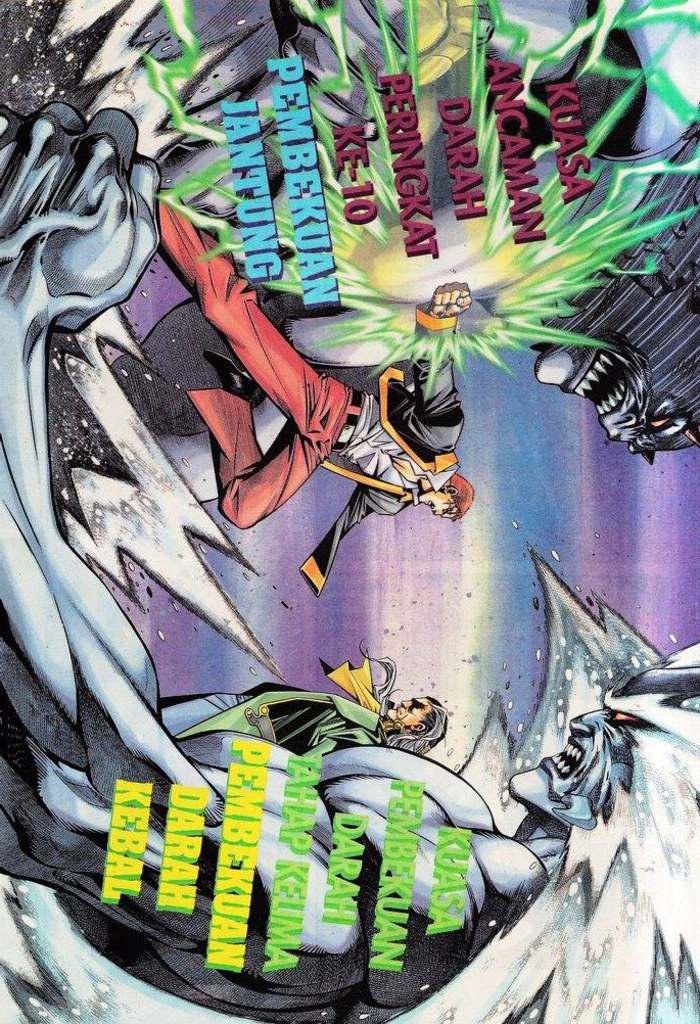 KUASA
ANCAMAN
DARAH
PERINGKAT
KE-10
PEMBEKUAN
JANTUNG
KUASA
PEMBEKUAN
DARAH
TAHAP KELIMA
PEMBEKUAN
DARAH
KEBAL